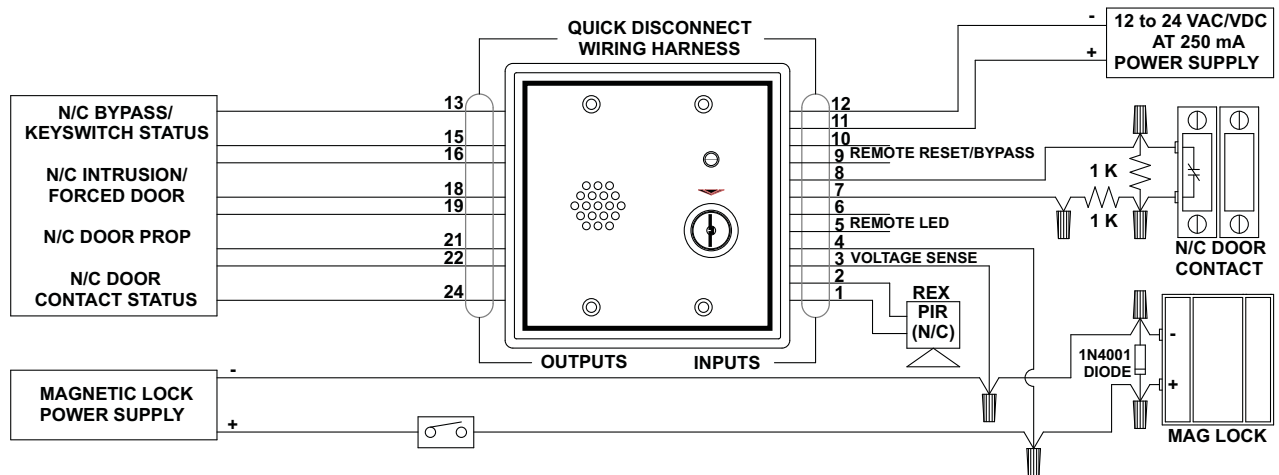 QUICK DISCONNECT
WIRING HARNESS
-
12 to 24 VAC/VDC
AT 250 mA
+
POWER SUPPLY
N/C BYPASS/
KEYSWITCH STATUS
N/C INTRUSION/
FORCED DOOR
N/C DOOR PROP
N/C DOOR
CONTACT STATUS
13
15
16
18
19
21
22
24
12
11
10
9 REMOTE RESET/BYPASS
8
7
6
5 REMOTE LED
4
3 VOLTAGE SENSE
2
1
1 K
1 K
N/C DOOR
CONTACT
REX
PIR
(N/C)
OUTPUTS
INPUTS
MAGNETIC LOCK
POWER SUPPLY
-
+
1N4001
DIODE
-
+
MAG LOCK